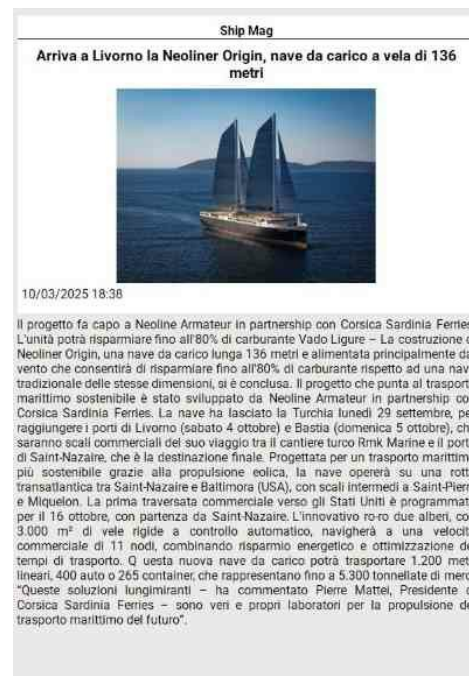 Ship Mag
Arriva a Livorno la Neoliner Origin, nave da carico a vela di 136
metri
10/03/2025 18:38
Il progetto fa capo a Neoline Armateur in partnership con Corsica Sardinia Ferries
L'unità potrà risparmiare fino all'80% di carburante Vado Ligure – La costruzione d
Neoliner Origin, una nave da carico lunga 136 metri e alimentata principalmente da
vento che consentirà di risparmiare fino all'80% di carburante rispetto ad una nav
tradizionale delle stesse dimensioni, si è conclusa. Il progetto che punta al trasport
marittimo sostenibile è stato sviluppato da Neoline Armateur in partnership co
Corsica Sardinia Ferries. La nave ha lasciato la Turchia lunedì 29 settembre, pe
raggiungere i porti di Livorno (sabato 4 ottobre) e Bastia (domenica 5 ottobre), ch
saranno scali commerciali del suo viaggio tra il cantiere turco Rmk Marine e il port
di Saint-Nazaire, che è la destinazione finale. Progettata per un trasporto marittim
più sostenibile grazie alla propulsione eolica, la nave opererà su una rott
transatlantica tra Saint-Nazaire e Baltimora (USA), con scali intermedi a Saint-Pierr
e Miquelon. La prima traversata commerciale verso gli Stati Uniti è programmat
per il 16 ottobre, con partenza da Saint-Nazaire. L'innovativo ro-ro due alberi, co
3.000 m² di vele rigide a controllo automatico, navigherà a una velocit
commerciale di 11 nodi, combinando risparmio energetico e ottimizzazione de
tempi di trasporto. Q uesta nuova nave da carico potrà trasportare 1.200 met
lineari, 400 auto o 265 container, che rappresentano fino a 5.300 tonnellate di merc
"Queste soluzioni lungimiranti – ha commentato Pierre Mattei, Presidente d
Corsica Sardinia Ferries – sono veri e propri laboratori per la propulsione de
trasporto marittimo del futuro".